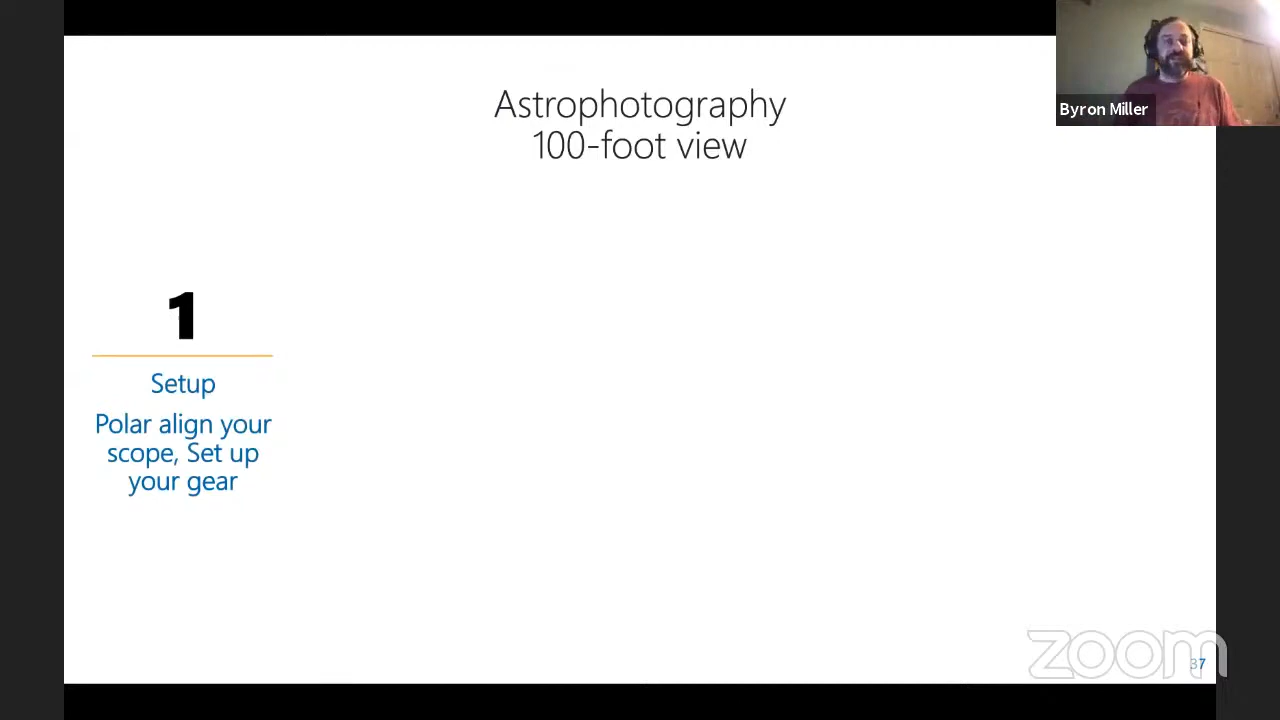 Astrophotography
100-foot view
Byron Miller
1
Setup
Polar align your
scope, Set up
your gear
zoom
37